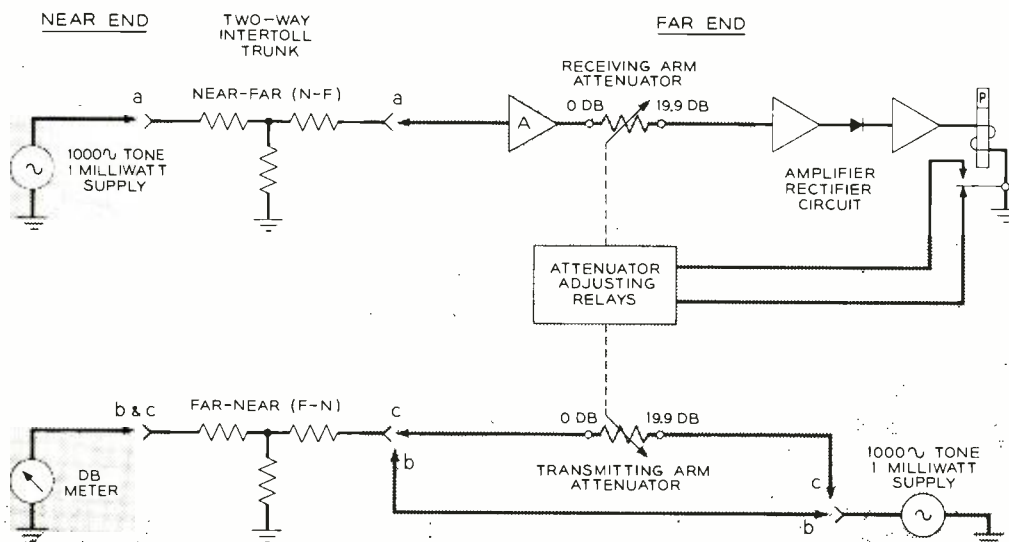 NEAR END
TWO-WAY
INTERTOLL
TRUNK
FAR END
RECEIVING ARM
ATTENUATOR
a
NEAR-FAR (N-F)
a
A
0 DB
19.9 DB
P
1000∿ TONE
1 MILLIWATT
SUPPLY
AMPLIFIER
RECTIFIER
CIRCUIT
ATTENUATOR
ADJUSTING
RELAYS
b & c
FAR-NEAR (F-N)
c
0 DB
19.9 DB
b
TRANSMITTING ARM
ATTENUATOR
1000∿ TONE
1 MILLIWATT
SUPPLY
DB
METER
c
b